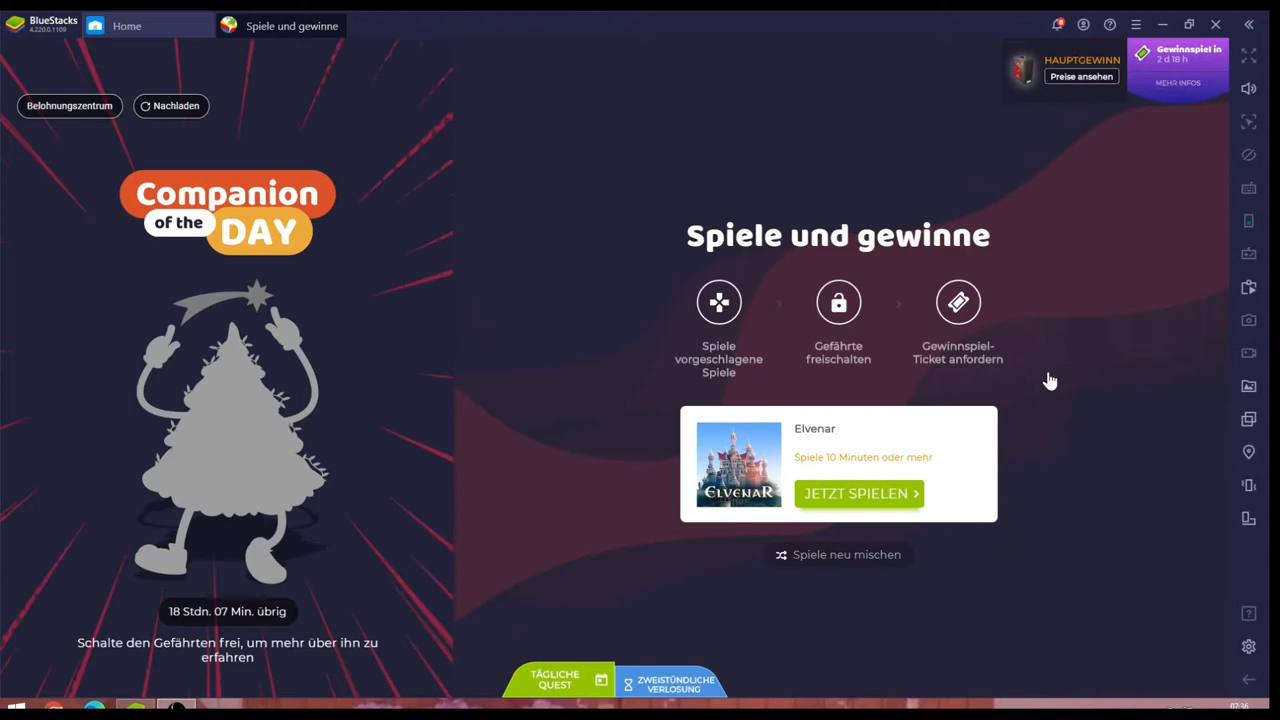 BlueStacks
4.220.0.1109
Home
Spiele und gewinne
HAUPTGEWINN
Preise ansehen
Gewinnspiel in
2 d 18 h
MEHR INFOS
Belohnungszentrum
Nachladen
Companion
of the
DAY
Spiele und gewinne
Spiele
vorgeschlagene
Spiele
Gefährte
freischalten
Gewinnspiel-
Ticket anfordern
Elvenar
Spiele 10 Minuten oder mehr
ELVENAR
JETZT SPIELEN
Spiele neu mischen
18 Stdn. 07 Min. übrig
Schalte den Gefährten frei, um mehr über ihn zu
erfahren
TÄGLICHE
QUEST
ZWEISTÜNDLICHE
VERLOSUNG
07:36